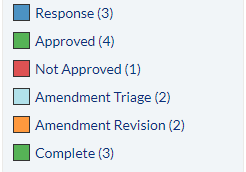 Response (3)
Approved (4)
Not Approved (1)
Amendment Triage (2)
Amendment Revision (2)
Complete (3)